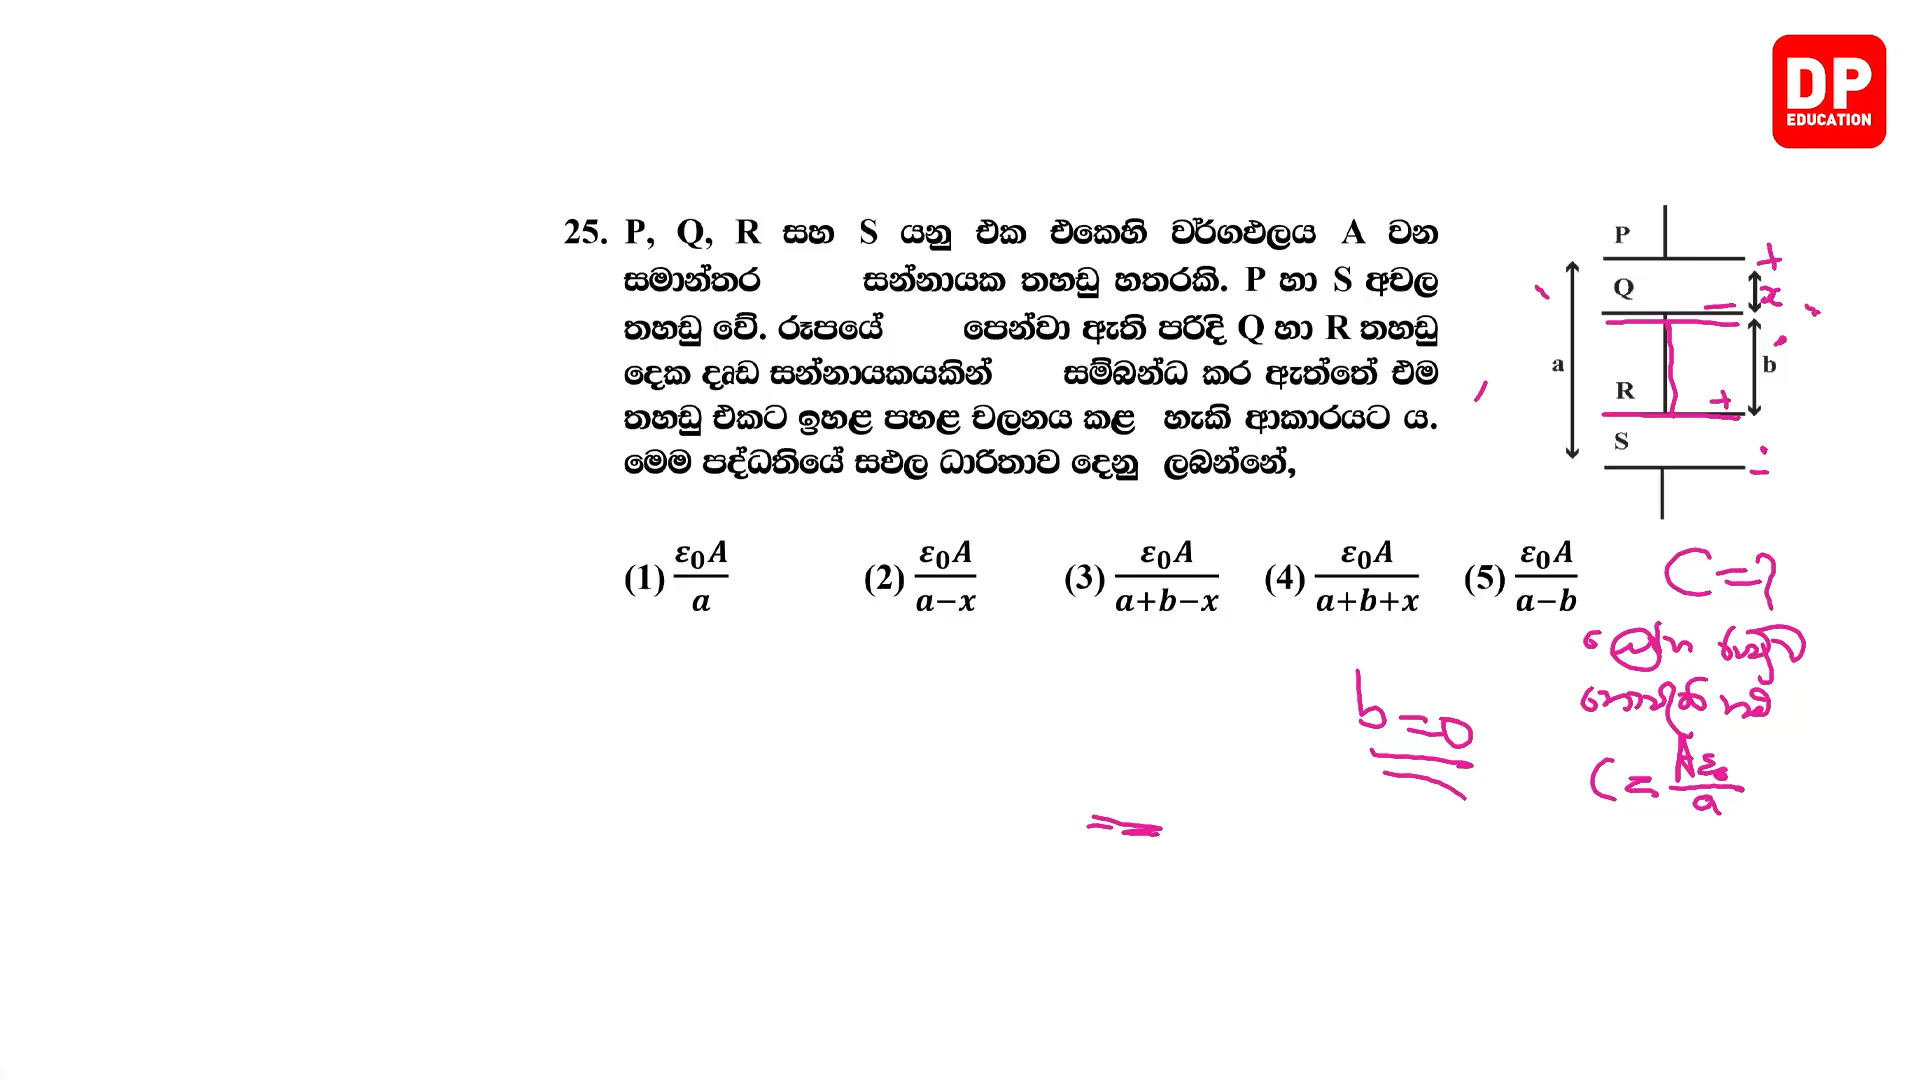 DP
EDUCATION
25. P, Q, R සහ S යනු එක එකෙහි වර්ගඵලය A වන
සමාන්තර සන්නායක තහඩු හතරකි. P හා S අචල
තහඩු වේ. රූපයේ පෙන්වා ඇති පරිදි Q හා R තහඩු
දෙක දෘඩ සන්නායකයකින් සම්බන්ධ කර ඇත්තේ එම
තහඩු එකට ඉහළ පහළ චලනය කළ හැකි ආකාරයට ය.
මෙම පද්ධතියේ සඵල ධාරිතාව දෙනු ලබන්නේ,
(1) ε₀A/a (2) ε₀A/(a−x) (3) ε₀A/(a+b−x) (4) ε₀A/(a+b+x) (5) ε₀A/(a−b)
P
+
Q
x
−
a
b
R
+
S
−
C=?
නොවැති නම්
b=0
C = Aε₀/a